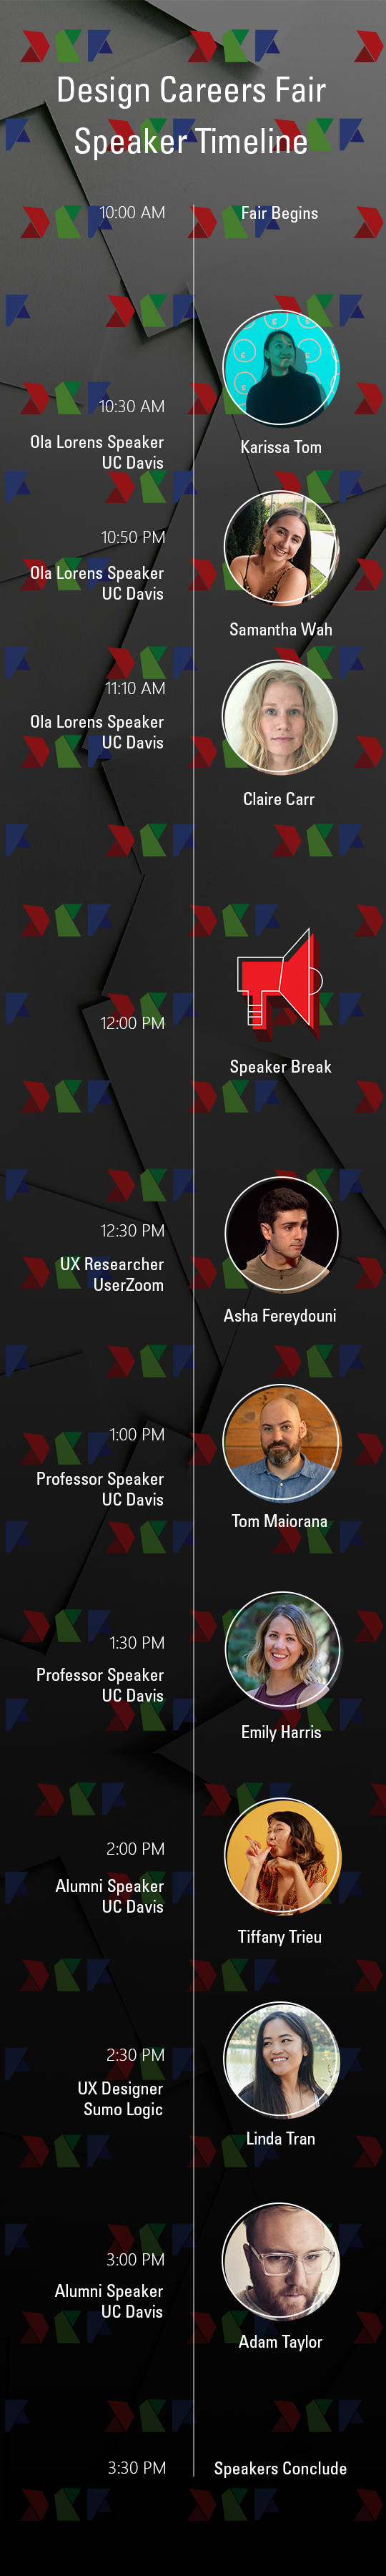 Design Careers Fair
Speaker Timeline
10:00 AM
Fair Begins
10:30 AM
Ola Lorens Speaker
UC Davis
Karissa Tom
10:50 PM
Ola Lorens Speaker
UC Davis
Samantha Wah
11:10 AM
Ola Lorens Speaker
UC Davis
Claire Carr
12:00 PM
Speaker Break
12:30 PM
UX Researcher
UserZoom
Asha Fereydouni
1:00 PM
Professor Speaker
UC Davis
Tom Maiorana
1:30 PM
Professor Speaker
UC Davis
Emily Harris
2:00 PM
Alumni Speaker
UC Davis
Tiffany Trieu
2:30 PM
UX Designer
Sumo Logic
Linda Tran
3:00 PM
Alumni Speaker
UC Davis
Adam Taylor
3:30 PM
Speakers Conclude